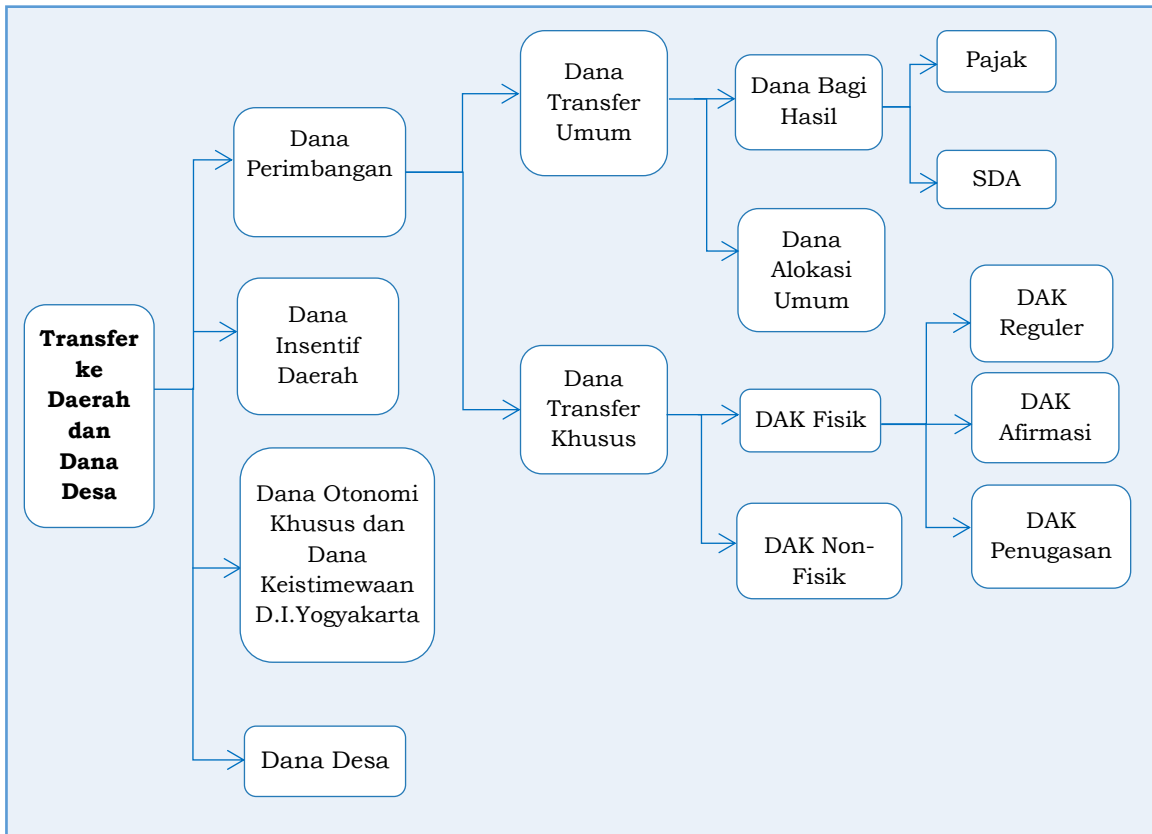 Transfer
ke
Daerah
dan
Dana
Desa
Dana
Perimbangan
Dana
Insentif
Daerah
Dana Otonomi
Khusus dan
Dana
Keistimewaan
D.I.Yogyakarta
Dana Desa
Dana
Transfer
Umum
Dana
Transfer
Khusus
Dana Bagi
Hasil
Dana
Alokasi
Umum
DAK Fisik
DAK Non-
Fisik
Pajak
SDA
DAK
Reguler
DAK
Afirmasi
DAK
Penugasan